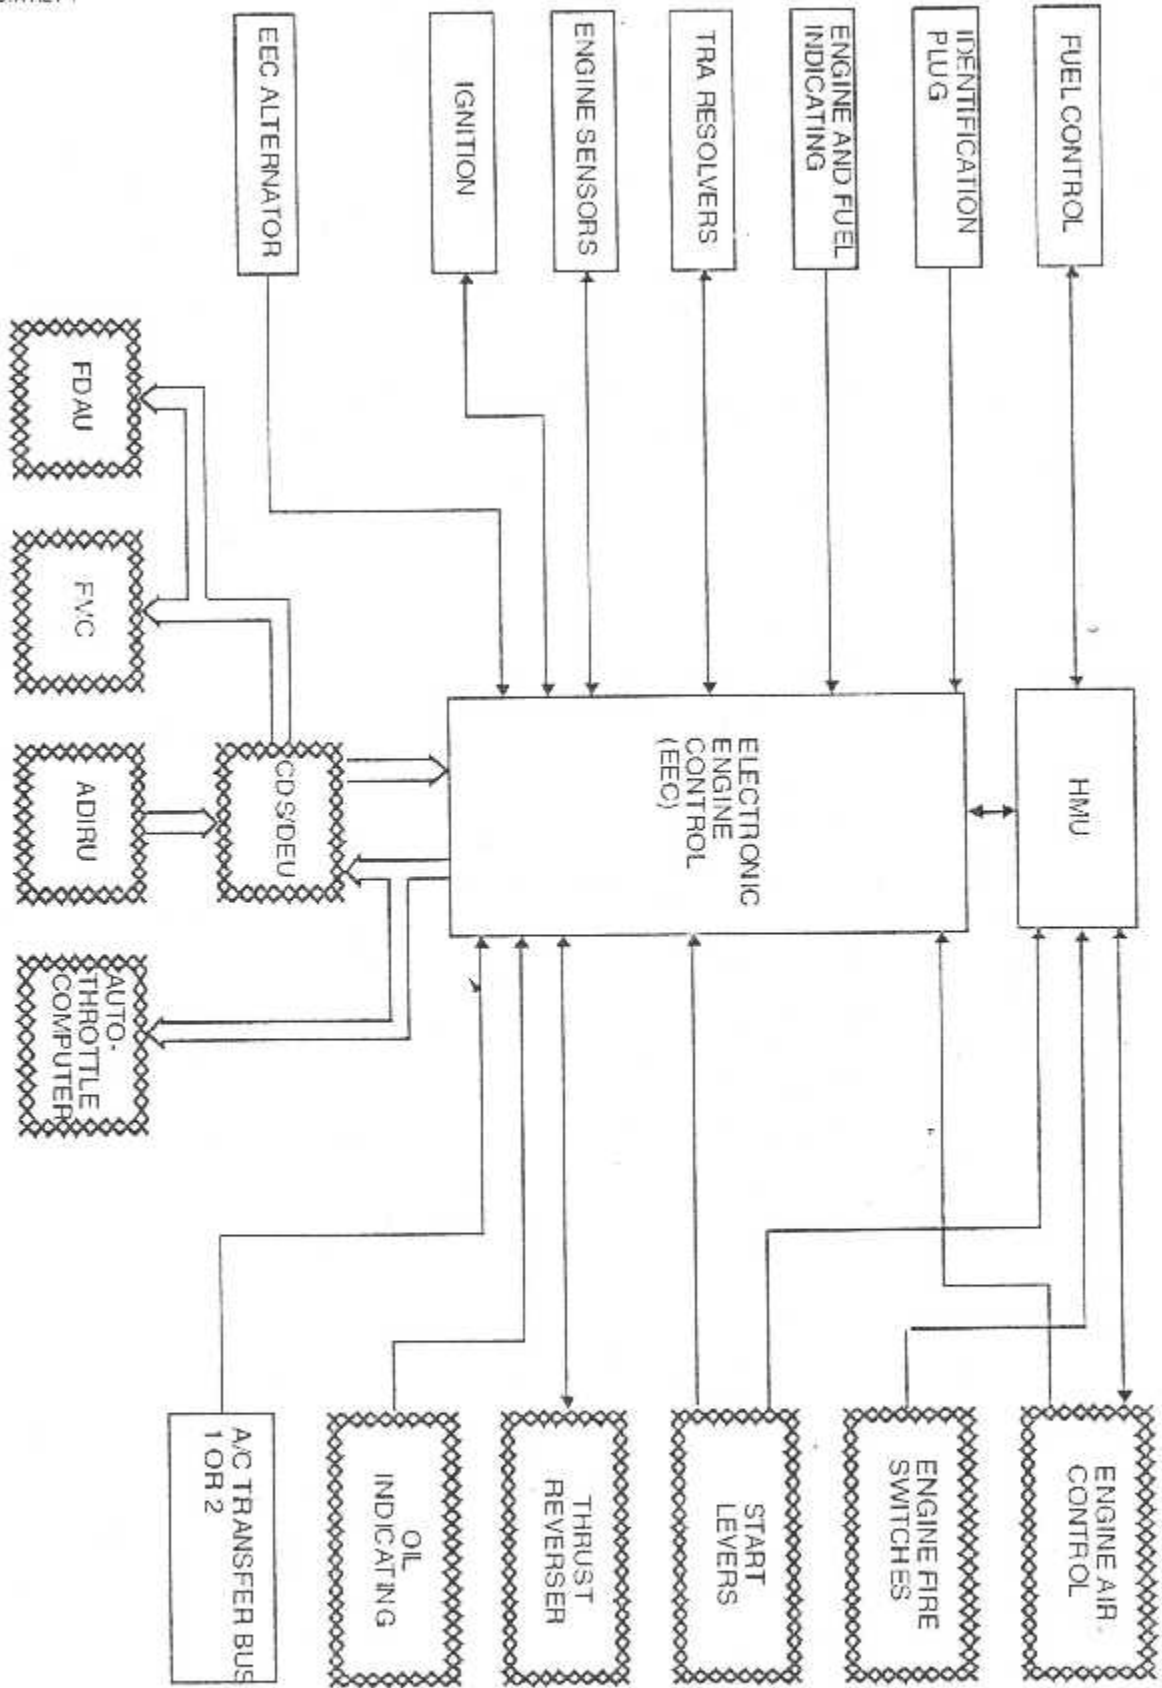 FUEL CONTROL
HMU
ENGINE AIR
CONTROL
IDENTIFICATION
PLUG
ENGINE FIRE
SWITCHES
ENGINE AND FUEL
INDICATING
ELECTRONIC
ENGINE
CONTROL
(EEC)
START
LEVERS
TRA RESOLVERS
THRUST
REVERSER
ENGINE SENSORS
OIL
INDICATING
IGNITION
A/C TRANSFER BUS
1 OR 2
EEC ALTERNATOR
CDS/DEU
FDAU
FMC
ADIRU
AUTO-
THROTTLE
COMPUTER